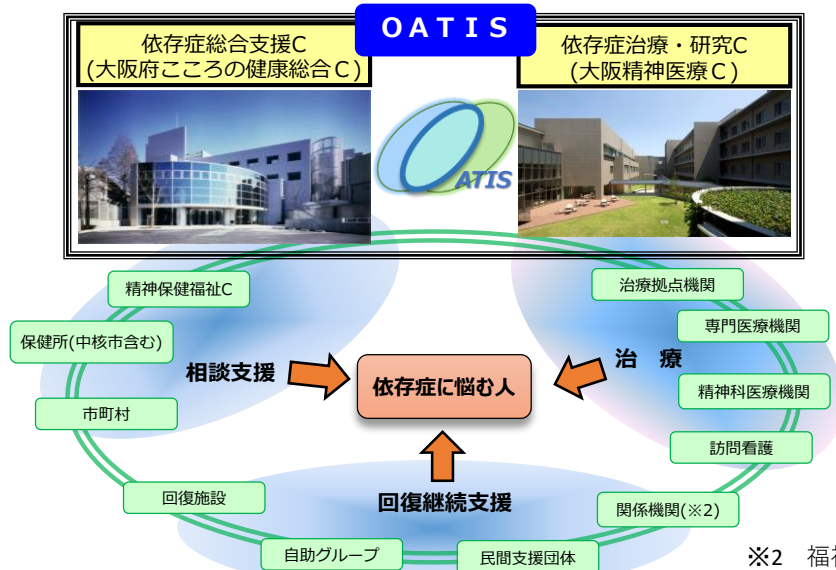 ＯＡＴＩＳ
依存症総合支援C
(大阪府こころの健康総合Ｃ)
依存症治療・研究C
(大阪精神医療Ｃ)
ATIS
精神保健福祉C
保健所(中核市含む)
市町村
相談支援
依存症に悩む人
治　療
治療拠点機関
専門医療機関
精神科医療機関
訪問看護
回復継続支援
回復施設
自助グループ
民間支援団体
関係機関(※2)
※2　福